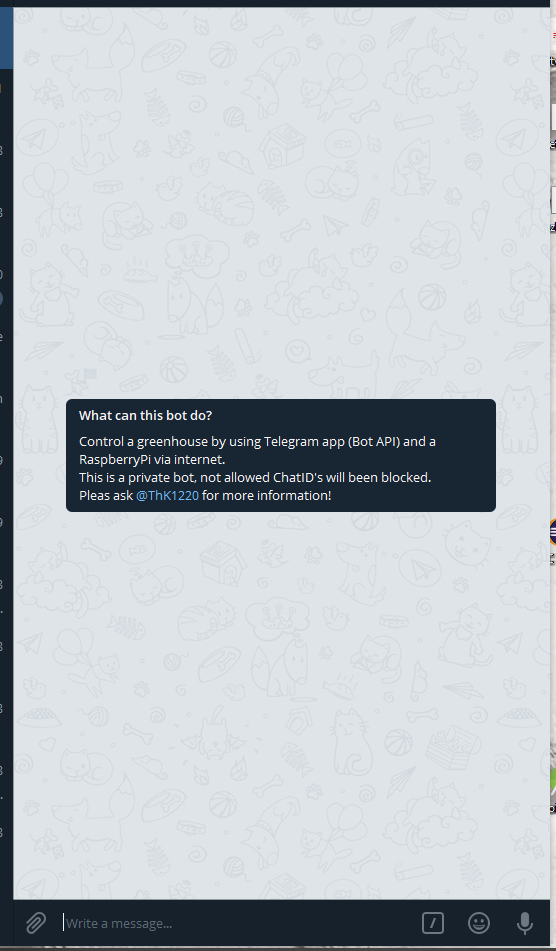 What can this bot do?
Control a greenhouse by using Telegram app (Bot API) and a
RaspberryPi via internet.
This is a private bot, not allowed ChatID's will been blocked.
Pleas ask @ThK1220 for more information!
Write a message...